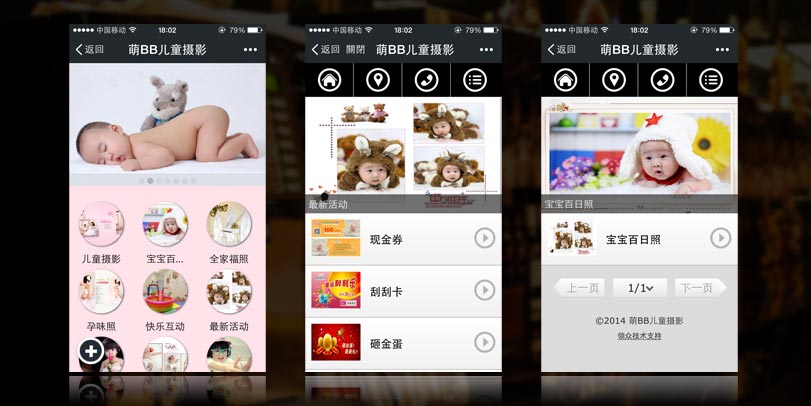 中国移动 18:02 79%
返回 萌BB儿童摄影
儿童摄影 宝宝百... 全家福照
孕味照 快乐互动 最新活动
中国移动 18:02 79%
返回 關閉 萌BB儿童摄影
最新活动
现金券
刮刮卡
砸金蛋
中国移动 18:02 79%
返回 萌BB儿童摄影
宝宝百日照
宝宝百日照
上一页 1/1 下一页
©2014 萌BB儿童摄影
领众技术支持